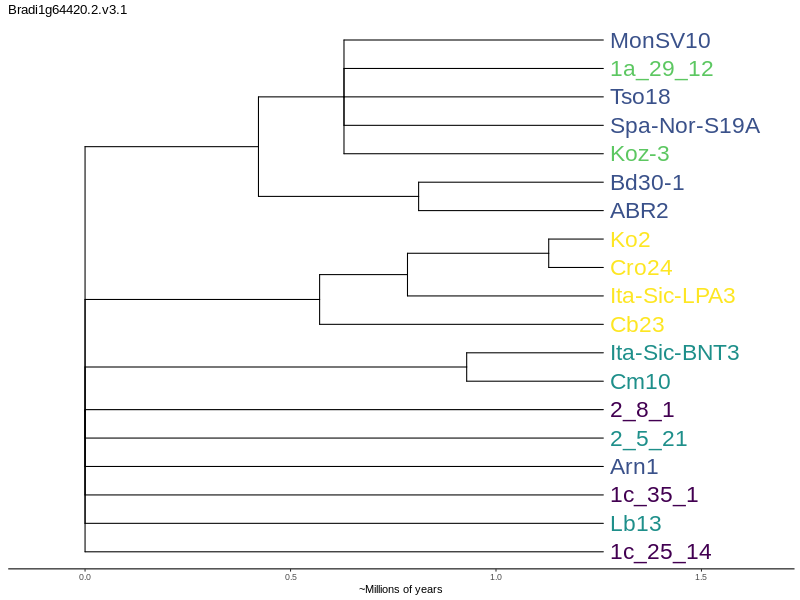 Bradi1g64420.2.v3.1
MonSV10
1a_29_12
Tso18
Spa-Nor-S19A
Koz-3
Bd30-1
ABR2
Ko2
Cro24
Ita-Sic-LPA3
Cb23
Ita-Sic-BNT3
Cm10
2_8_1
2_5_21
Arn1
1c_35_1
Lb13
1c_25_14
0.0 0.5 1.0 1.5
~Millions of years